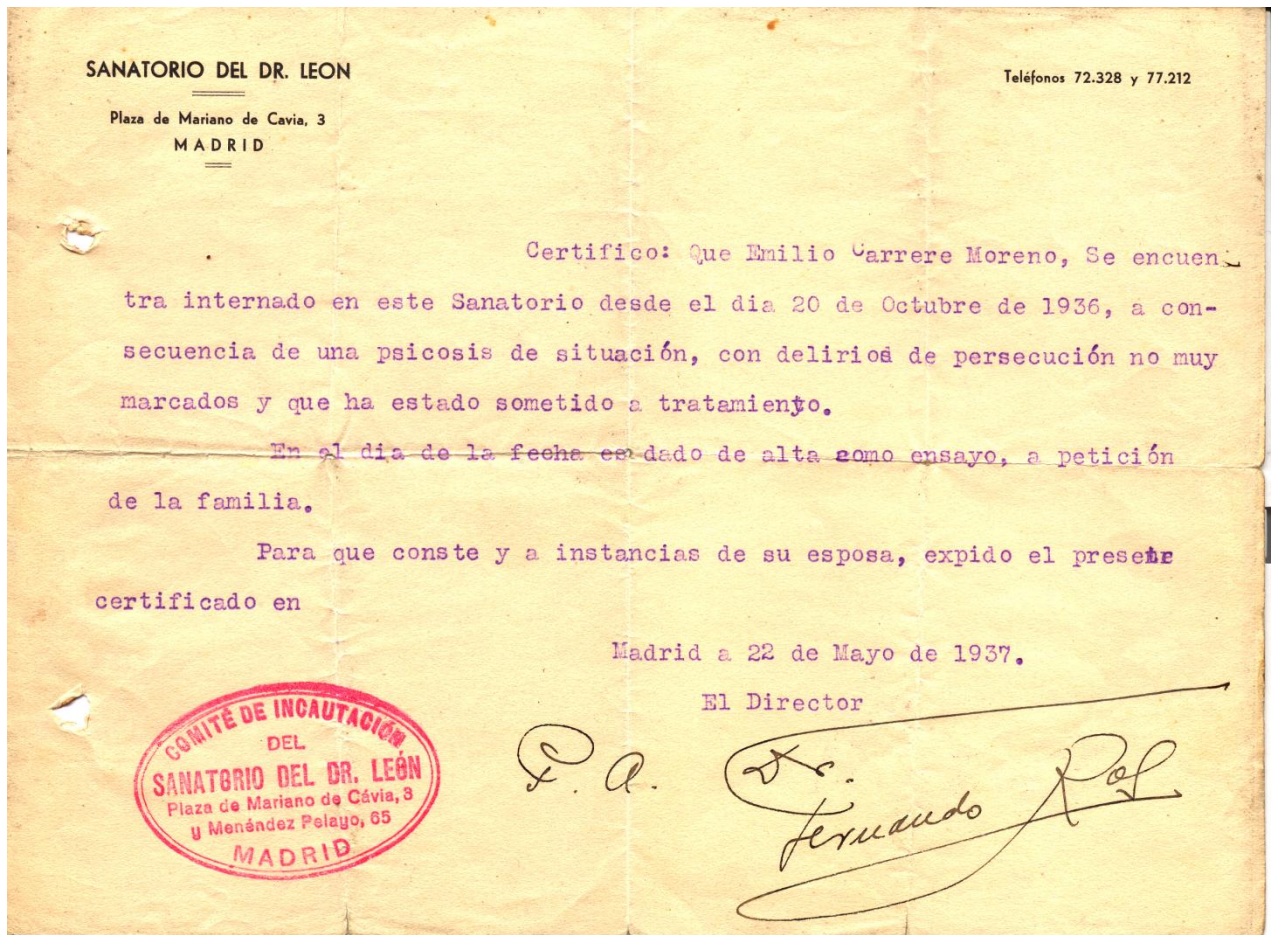 SANATORIO DEL DR. LEON
Plaza de Mariano de Cavia, 3
MADRID
Teléfonos 72.328 y 77.212
Certifico: Que Emilio Carrere Moreno, Se encuen-
tra internado en este Sanatorio desde el dia 20 de Octubre de 1936, a con-
secuencia de una psicosis de situación, con delirios de persecución no muy
marcados y que ha estado sometido a tratamiento.
En el dia de la fecha es dado de alta como ensayo, a petición
de la familia.
Para que conste y a instancias de su esposa, expido el presente
certificado en
Madrid a 22 de Mayo de 1937.
El Director
P. A. Dr.
Fernando
COMITÉ DE INCAUTACIÓN
DEL
SANATORIO DEL DR. LEÓN
Plaza de Mariano de Cávia, 3
y Menéndez Pelayo, 65
MADRID